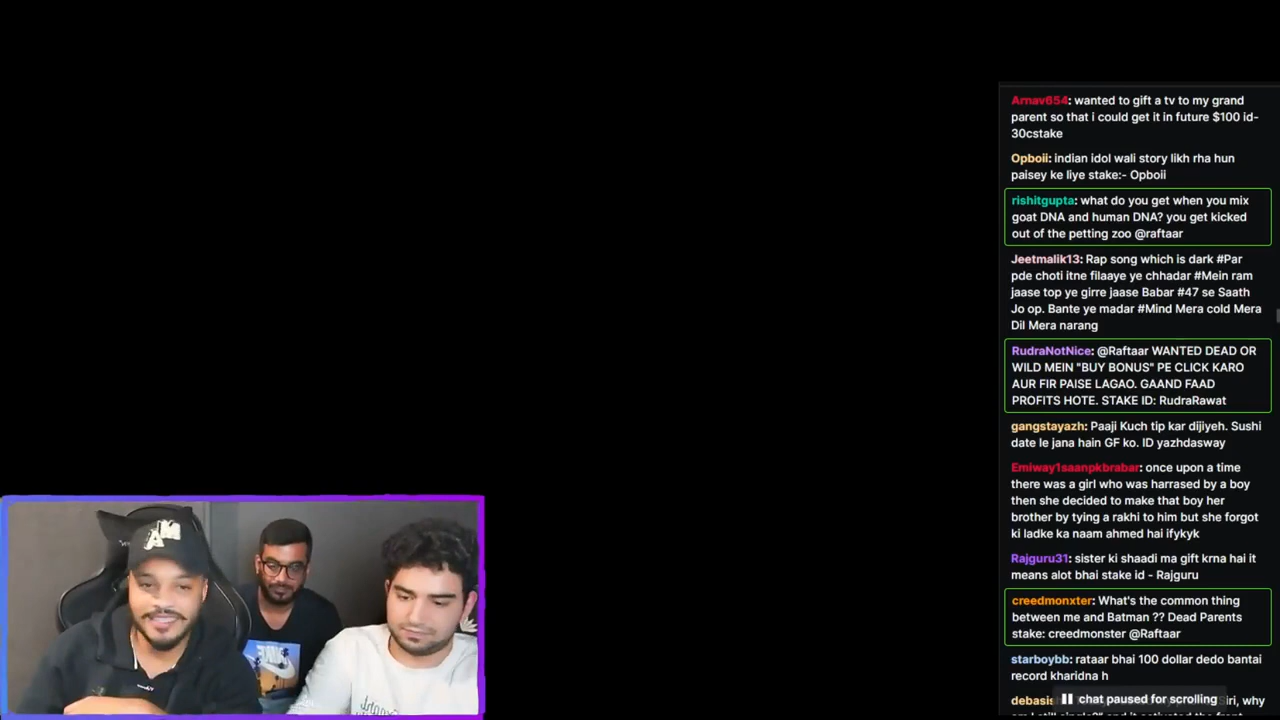 Arnav654: wanted to gift a tv to my grand
parent so that i could get it in future $100 id-
30cstake
Opboii: indian idol wali story likh rha hun
paisey ke liye stake:- Opboii
rishitgupta: what do you get when you mix
goat DNA and human DNA? you get kicked
out of the petting zoo @raftaar
Jeetmalik13: Rap song which is dark #Par
pde choti itne filaaye ye chhadar #Mein ram
jaase top ye girre jaase Babar #47 se Saath
Jo op. Bante ye madar #Mind Mera cold Mera
Dil Mera narang
RudraNotNice: @Raftaar WANTED DEAD OR
WILD MEIN "BUY BONUS" PE CLICK KARO
AUR FIR PAISE LAGAO. GAAND FAAD
PROFITS HOTE. STAKE ID: RudraRawat
gangstayazh: Paaji Kuch tip kar dijiyeh. Sushi
date le jana hain GF ko. ID yazhdasway
Emiway1saanpkbrabar: once upon a time
there was a girl who was harrased by a boy
then she decided to make that boy her
brother by tying a rakhi to him but she forgot
ki ladke ka naam ahmed hai ifykyk
Rajguru31: sister ki shaadi ma gift krna hai it
means alot bhai stake id - Rajguru
creedmonxter: What's the common thing
between me and Batman ?? Dead Parents
stake: creedmonster @Raftaar
starboybb: rataar bhai 100 dollar dedo bantai
record kharidna h
debasis
chat paused for scrolling
iri, why
AM